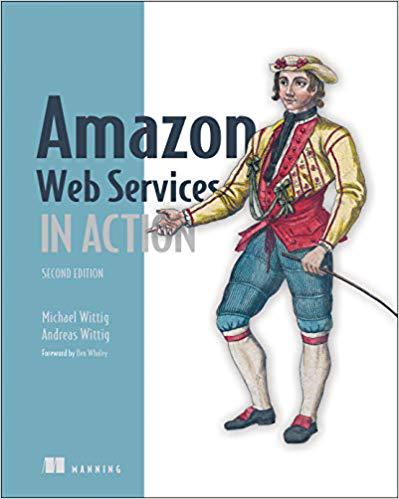 Amazon
Web Services
IN ACTION
SECOND EDITION
Michael Wittig
Andreas Wittig
Foreword by Ben Whaley
MANNING